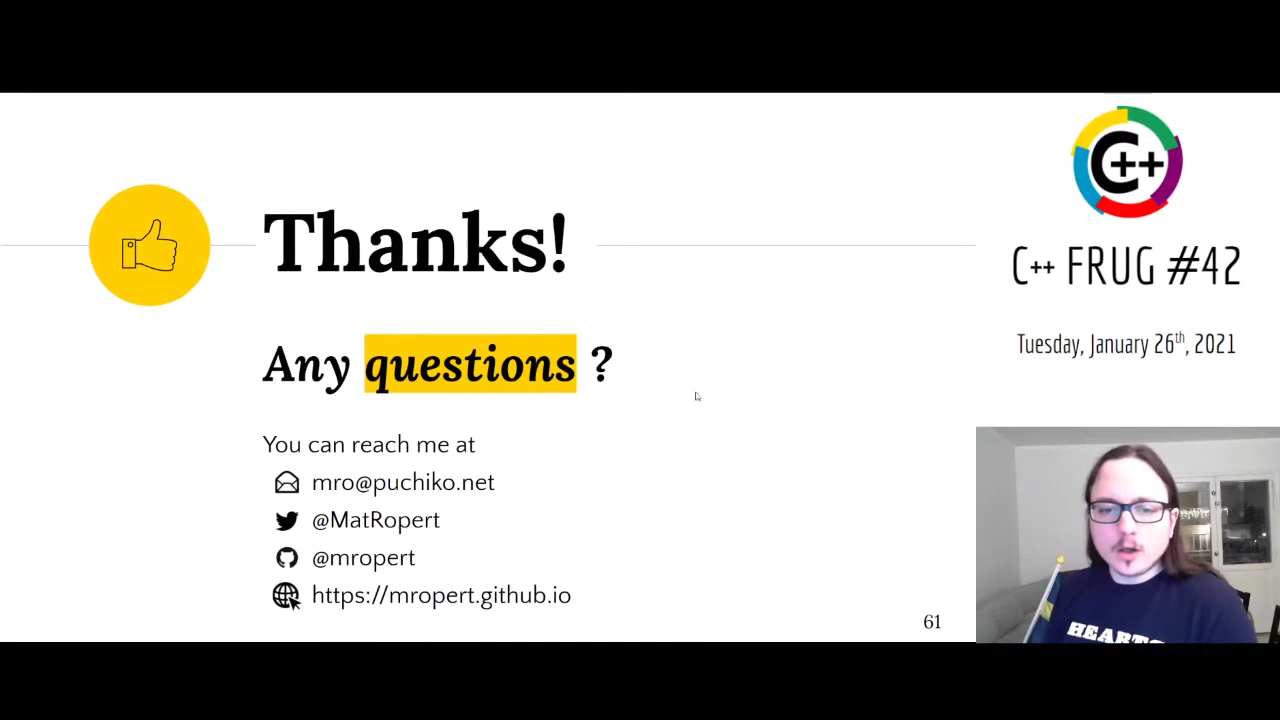 Thanks!
Any questions ?
You can reach me at
mro@puchiko.net
@MatRopert
@mropert
https://mropert.github.io
61
C++
C++ FRUG #42
Tuesday, January 26th, 2021
HEARTS